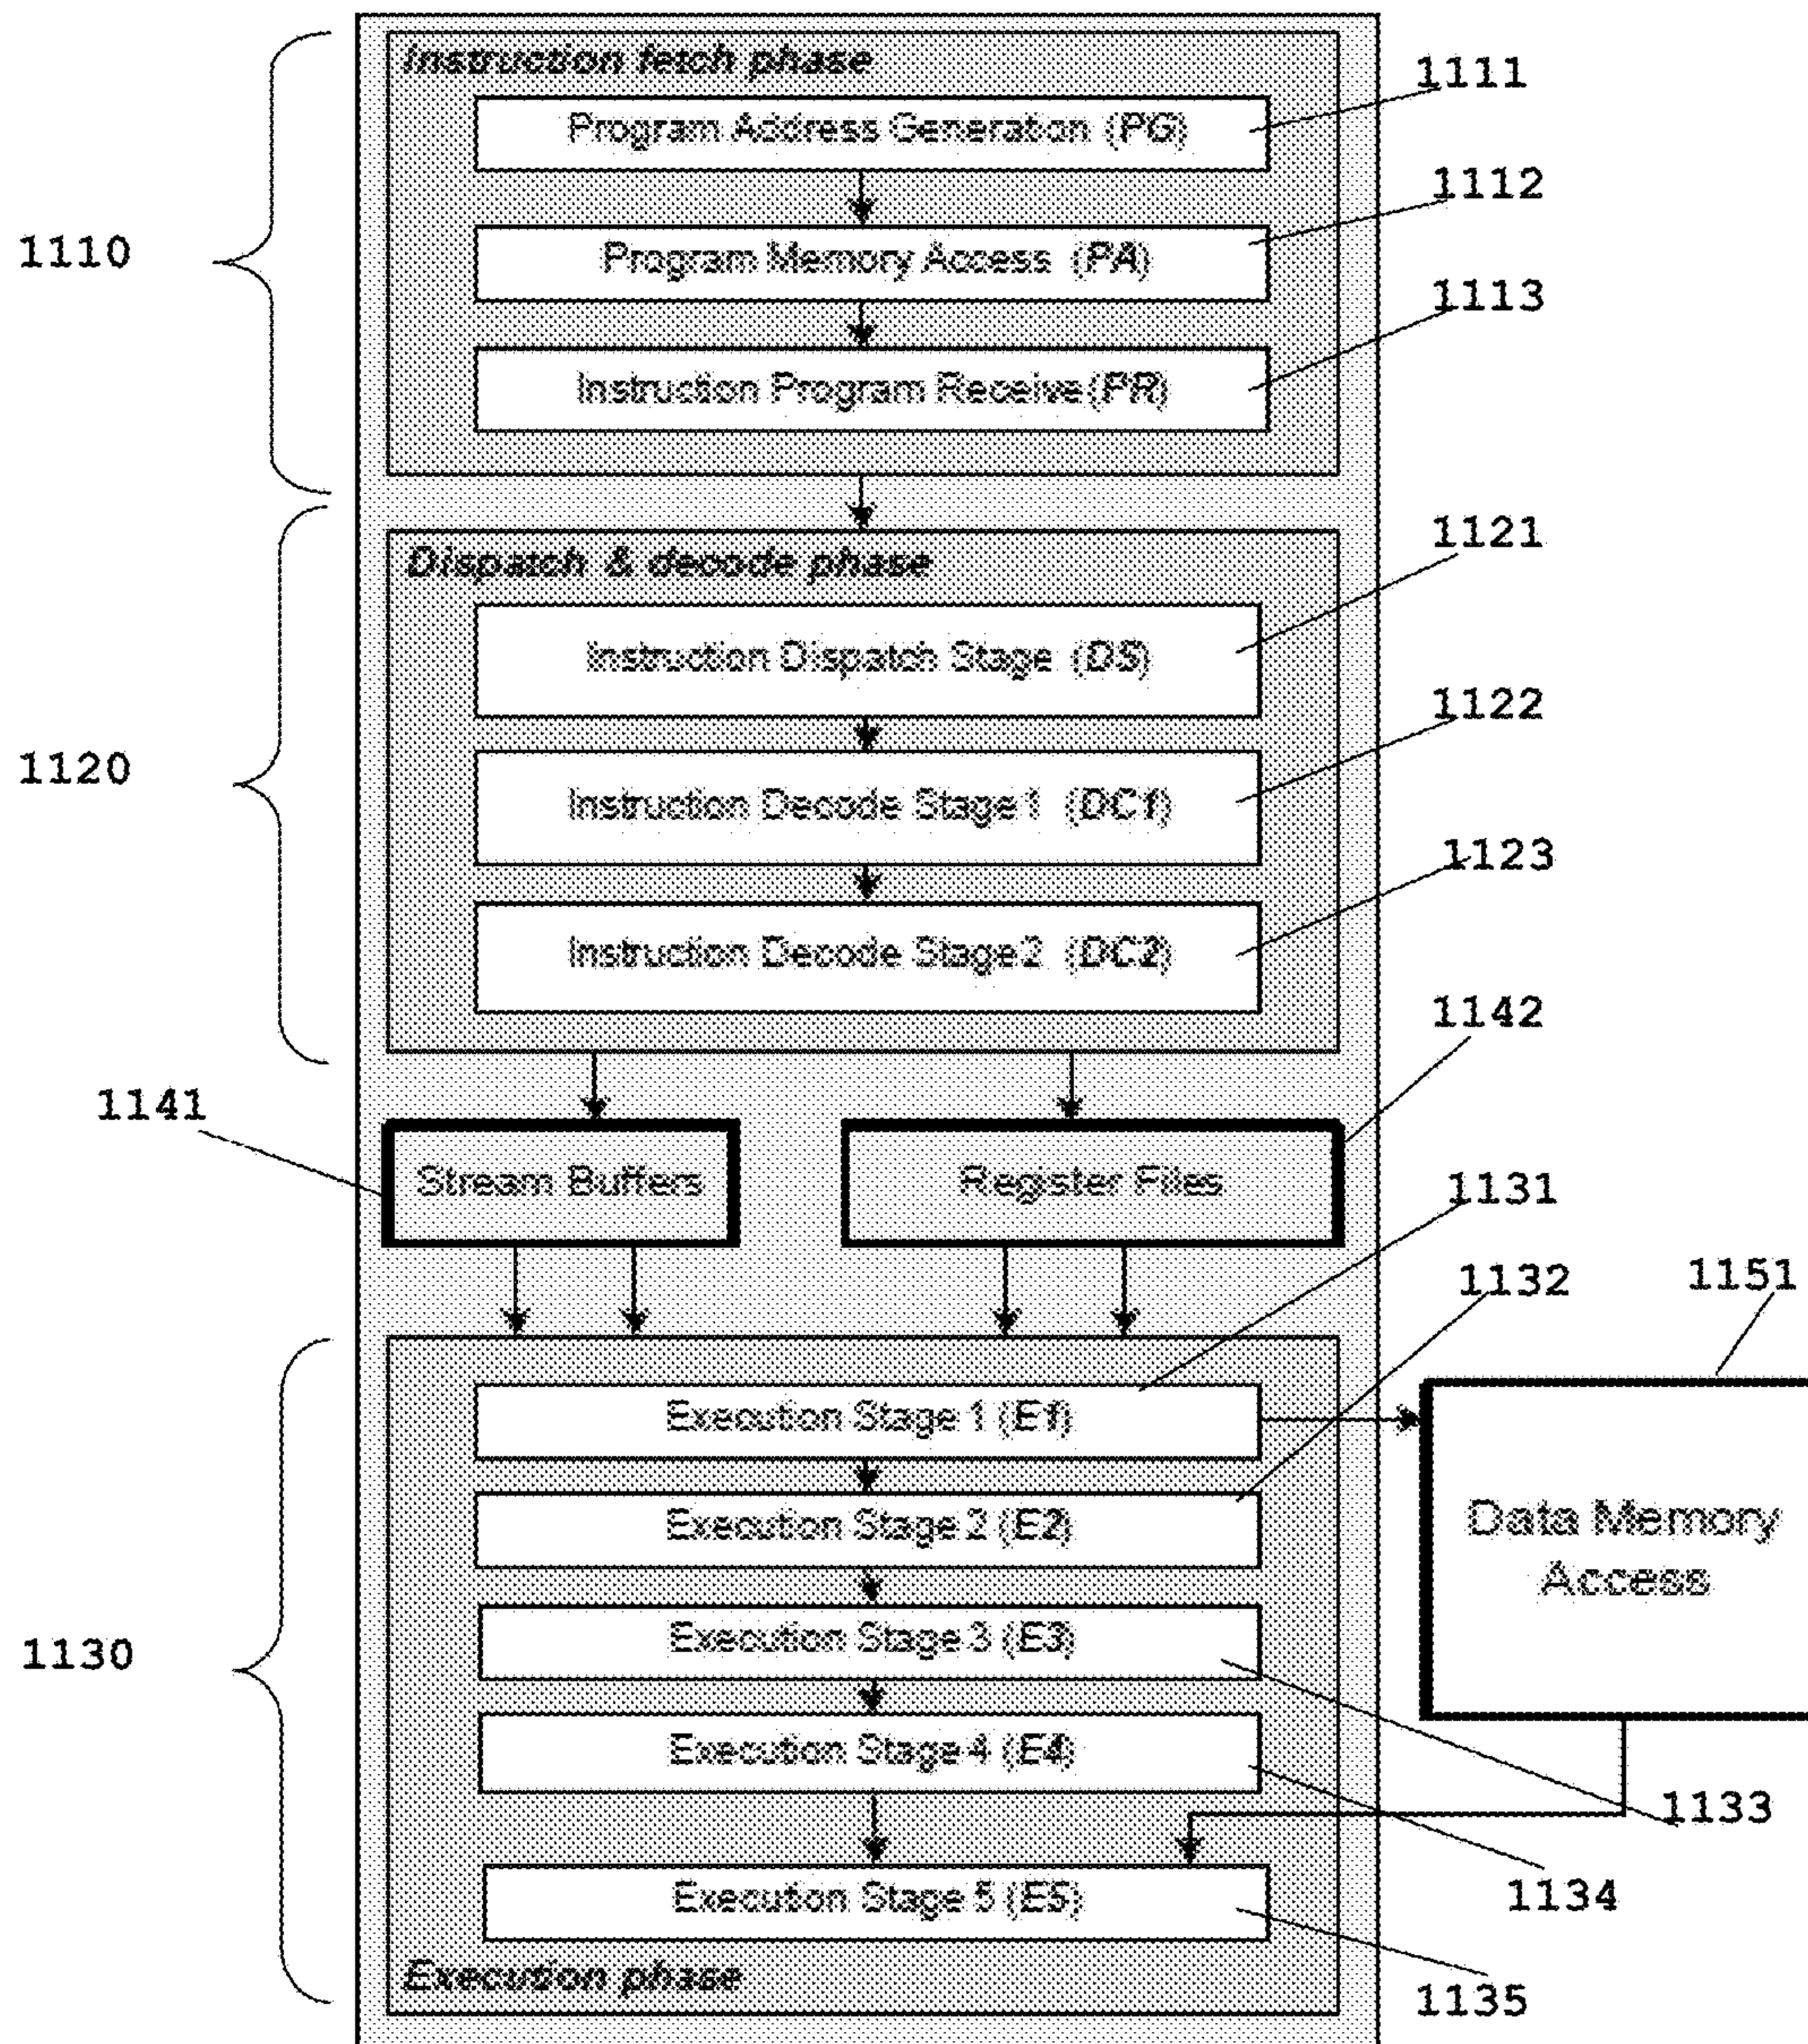 Instruction fetch phase
1111
Program Address Generation (PG)
1112
1110
Program Memory Access (PA)
1113
Instruction Program Receive(PR)
1121
Dispatch & decode phase
Instruction Dispatch Stage (DS)
1122
1120
Instruction Decode Stage 1 (DC1)
1123
Instruction Decode Stage 2 (DC2)
1142
1141
Stream Buffers
Register Files
1131
1132
1151
Execution Stage 1 (E1)
Execution Stage 2 (E2)
Data Memory
Access
Execution Stage 3 (E3)
1130
Execution Stage 4 (E4)
1133
Execution Stage 5 (E5)
1134
Execution phase
1135